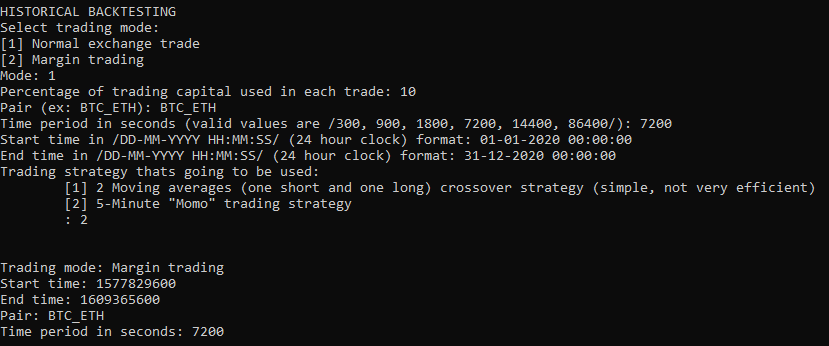 HISTORICAL BACKTESTING
Select trading mode:
[1] Normal exchange trade
[2] Margin trading
Mode: 1
Percentage of trading capital used in each trade: 10
Pair (ex: BTC_ETH): BTC_ETH
Time period in seconds (valid values are /300, 900, 1800, 7200, 14400, 86400/): 7200
Start time in /DD-MM-YYYY HH:MM:SS/ (24 hour clock) format: 01-01-2020 00:00:00
End time in /DD-MM-YYYY HH:MM:SS/ (24 hour clock) format: 31-12-2020 00:00:00
Trading strategy thats going to be used:
[1] 2 Moving averages (one short and one long) crossover strategy (simple, not very efficient)
[2] 5-Minute "Momo" trading strategy
: 2
Trading mode: Margin trading
Start time: 1577829600
End time: 1609365600
Pair: BTC_ETH
Time period in seconds: 7200